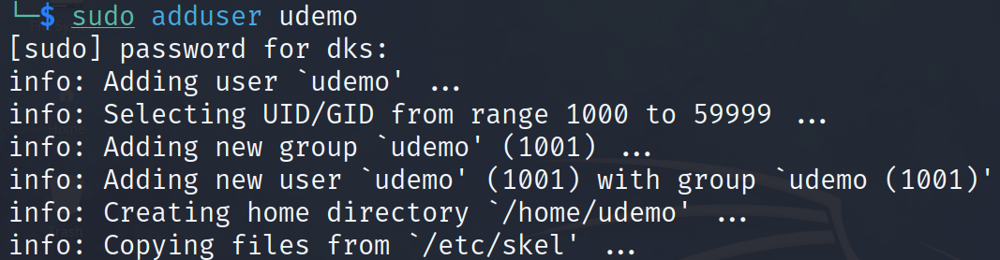 └─$ sudo adduser udemo
[sudo] password for dks:
info: Adding user `udemo' ...
info: Selecting UID/GID from range 1000 to 59999 ...
info: Adding new group `udemo' (1001) ...
info: Adding new user `udemo' (1001) with group `udemo (1001)'
info: Creating home directory `/home/udemo' ...
info: Copying files from `/etc/skel' ...
Trash